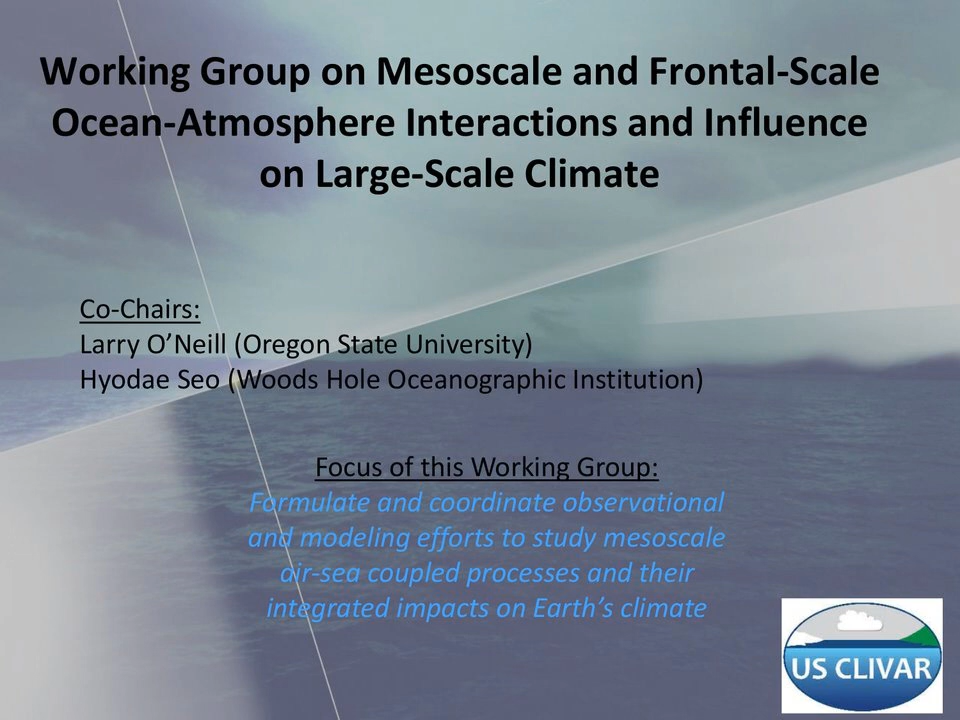 Working Group on Mesoscale and Frontal-Scale
Ocean-Atmosphere Interactions and Influence
on Large-Scale Climate
Co-Chairs:
Larry O’Neill (Oregon State University)
Hyodae Seo (Woods Hole Oceanographic Institution)
Focus of this Working Group:
Formulate and coordinate observational
and modeling efforts to study mesoscale
air-sea coupled processes and their
integrated impacts on Earth’s climate
US CLIVAR